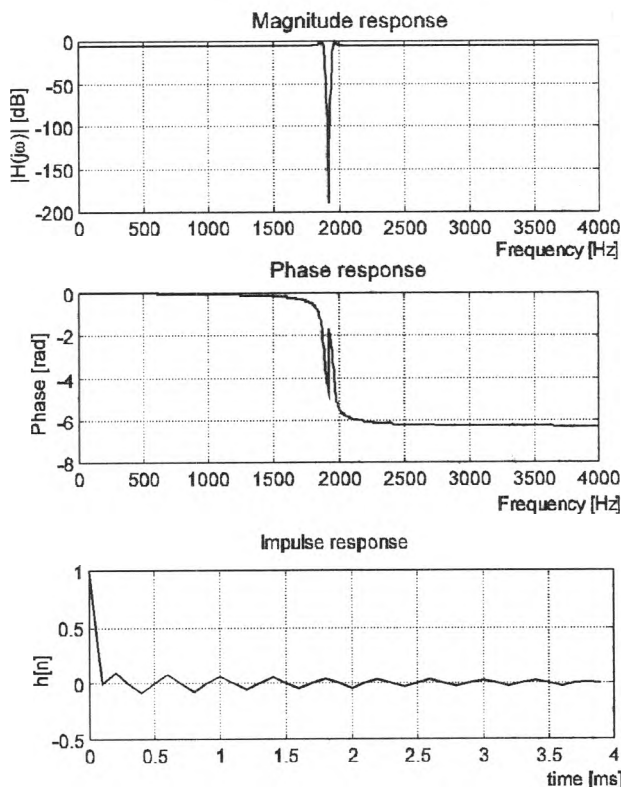 Magnitude response
0
-50
-100
-150
-200
|H(jω)| [dB]
0 500 1000 1500 2000 2500 3000 3500 4000
Frequency [Hz]
Phase response
0
-2
-4
-6
-8
Phase [rad]
0 500 1000 1500 2000 2500 3000 3500 4000
Frequency [Hz]
Impulse response
1
0.5
0
-0.5
h[n]
0 0.5 1 1.5 2 2.5 3 3.5 4
time [ms]